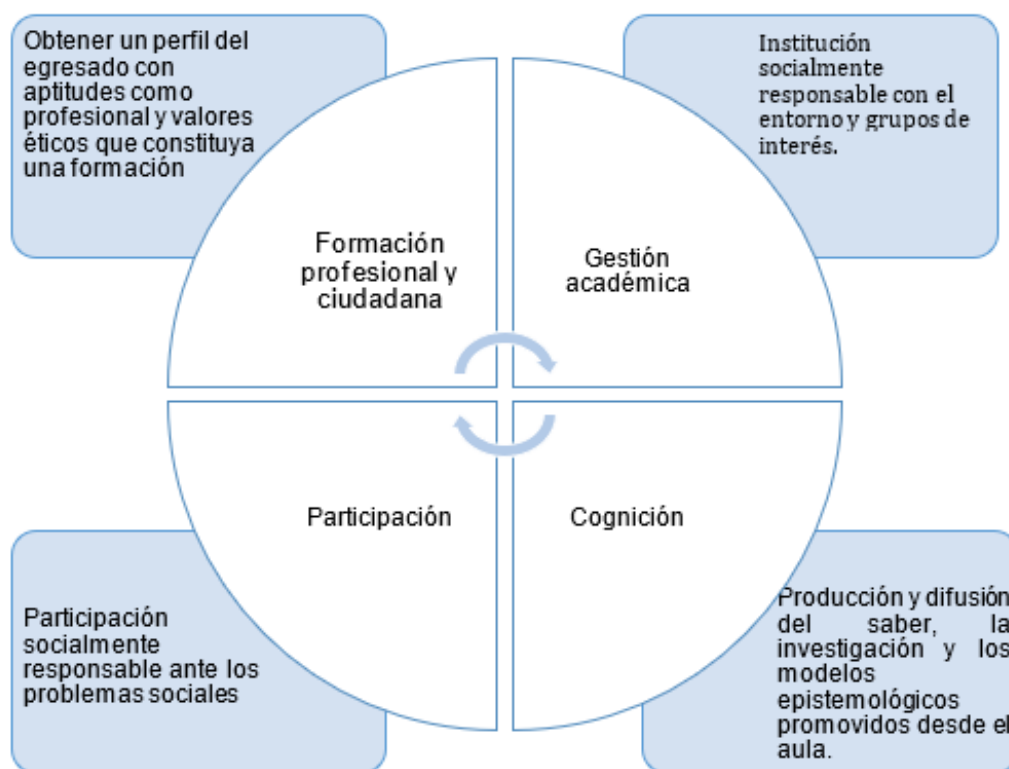 Obtener un perfil del
egresado con
aptitudes como
profesional y valores
éticos que constituya
una formación
Institución
socialmente
responsable con el
entorno y grupos de
interés.
Formación
profesional y
ciudadana
Gestión
académica
Participación
Cognición
Participación
socialmente
responsable ante los
problemas sociales
Producción y difusión
del saber, la
investigación y los
modelos
epistemológicos
promovidos desde el
aula.